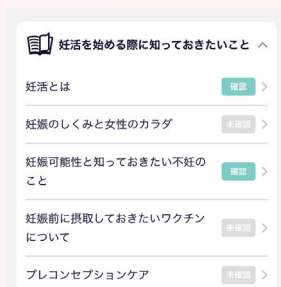 妊活を始める際に知っておきたいこと
妊活とは
確認
妊娠のしくみと女性のカラダ
未確認
妊娠可能性と知っておきたい不妊の
こと
確認
妊娠前に摂取しておきたいワクチン
について
未確認
プレコンセプションケア
未確認